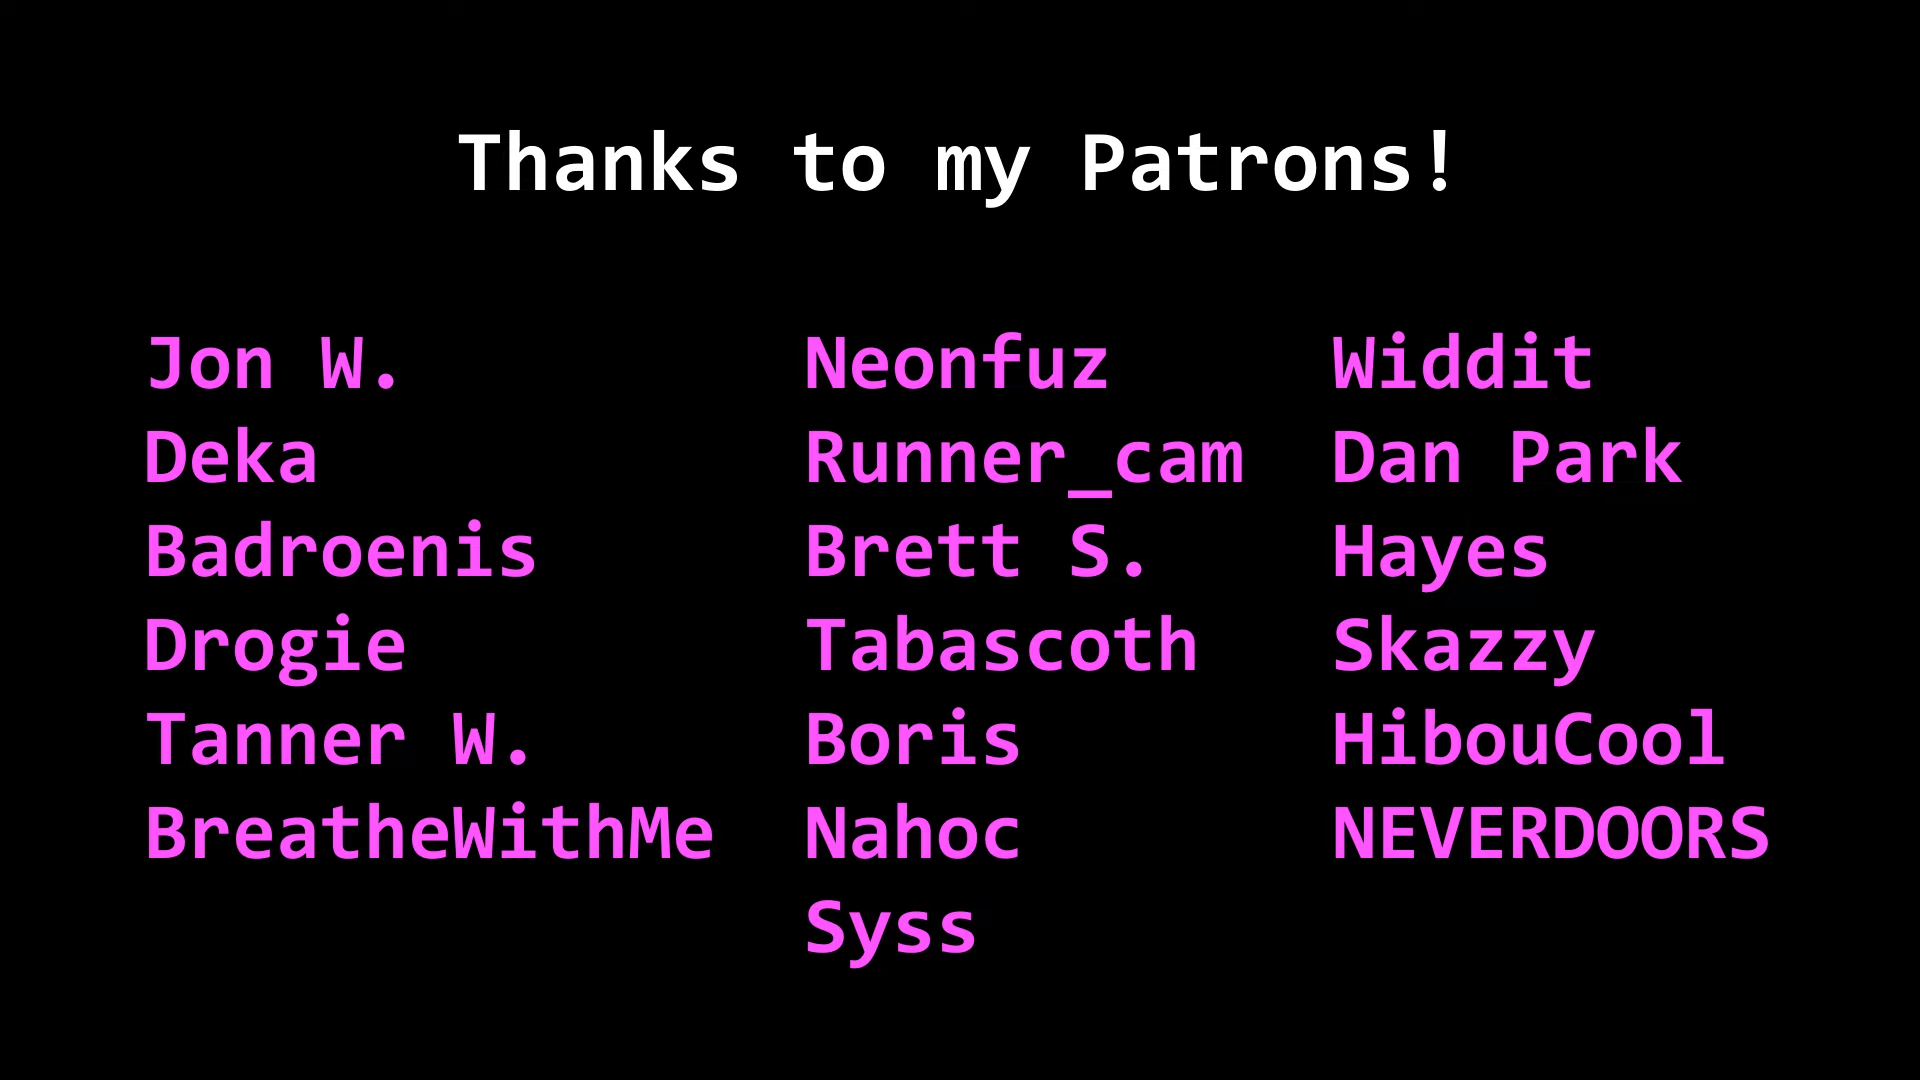 Thanks to my Patrons!
Jon W.
Deka
Badroenis
Drogie
Tanner W.
BreatheWithMe
Neonfuz
Runner_cam
Brett S.
Tabascoth
Boris
Nahoc
Syss
Widdit
Dan Park
Hayes
Skazzy
HibouCool
NEVERDOORS